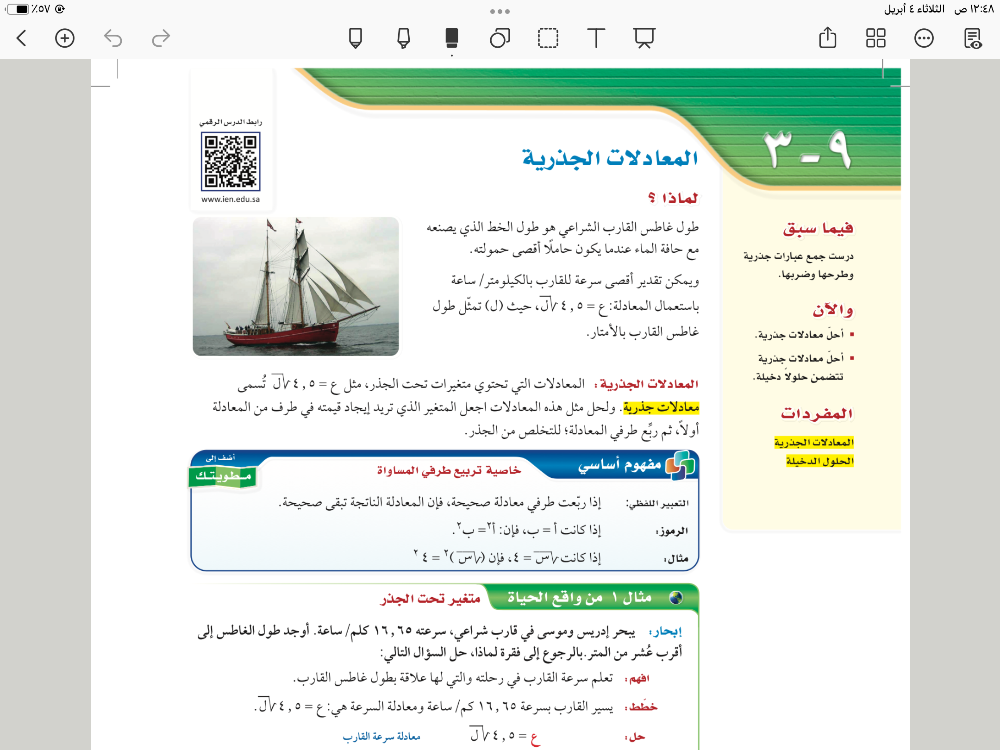 ١٢:٤٨ ص الثلاثاء ٤ أبريل
٥٧٪
٩ - ٣
رابط الدرس الرقمي
www.ien.edu.sa
المعادلات الجذرية
فيما سبق
درست جمع عبارات جذرية
وطرحها وضربها.
والآن
▪ أحلّ معادلات جذرية.
▪ أحلّ معادلات جذرية
تتضمن حلولاً دخيلة.
المفردات
المعادلات الجذرية
الحلول الدخيلة
لماذا ؟
طول غاطس القارب الشراعي هو طول الخط الذي يصنعه
مع حافة الماء عندما يكون حاملًا أقصى حمولته.
ويمكن تقدير أقصى سرعة للقارب بالكيلومتر/ ساعة
باستعمال المعادلة: ع = ٤,٥ √ل، حيث (ل) تمثّل طول
غاطس القارب بالأمتار.
المعادلات الجذرية: المعادلات التي تحتوي متغيرات تحت الجذر، مثل ع = ٤,٥ √ل تُسمى
معادلات جذرية. ولحل مثل هذه المعادلات اجعل المتغير الذي تريد إيجاد قيمته في طرف من المعادلة
أولاً، ثم ربِّع طرفي المعادلة؛ للتخلص من الجذر.
مفهوم أساسي
خاصية تربيع طرفي المساواة
أضف إلى
مـطويـتـك
التعبير اللفظي: إذا ربّعت طرفي معادلة صحيحة، فإن المعادلة الناتجة تبقى صحيحة.
الرموز: إذا كانت أ = ب، فإن: أ² = ب².
مثال: إذا كانت √س = ٤، فإن (√س)² = ٤²
مثال ١ من واقع الحياة
متغير تحت الجذر
إبحار: يبحر إدريس وموسى في قارب شراعي، سرعته ١٦,٦٥ كلم/ ساعة. أوجد طول الغاطس إلى
أقرب عُشر من المتر.بالرجوع إلى فقرة لماذا، حل السؤال التالي:
افهم: تعلم سرعة القارب في رحلته والتي لها علاقة بطول غاطس القارب.
خطّط: يسير القارب بسرعة ١٦,٦٥ كم/ ساعة ومعادلة السرعة هي: ع = ٤,٥ √ل.
حل: ع = ٤,٥ √ل معادلة سرعة القارب